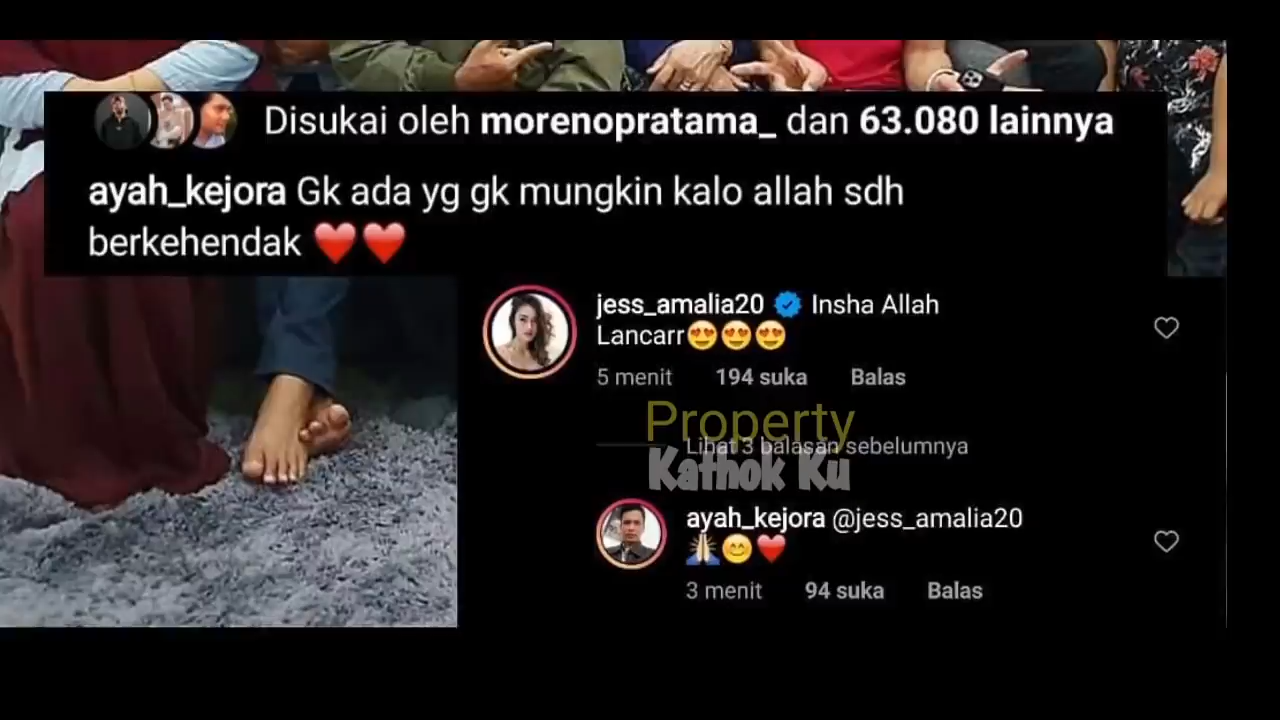 Disukai oleh morenopratama_ dan 63.080 lainnya
ayah_kejora Gk ada yg gk mungkin kalo allah sdh
berkehendak ❤️❤️
jess_amalia20 Insha Allah
Lancarr😍😍😍
5 menit 194 suka Balas
Property
Lihat 3 balasan sebelumnya
Kathok Ku
ayah_kejora @jess_amalia20
🙏😊❤️
3 menit 94 suka Balas